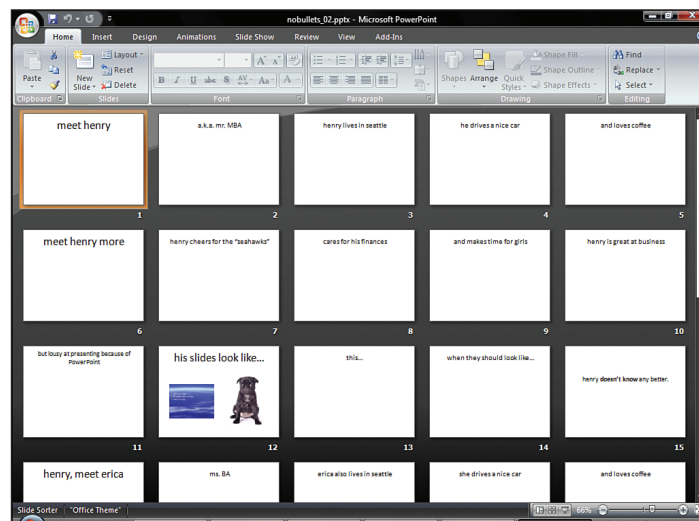 nobullets_02.pptx - Microsoft PowerPoint
Home Insert Design Animations Slide Show Review View Add-Ins
Paste
Clipboard
New Slide
Layout
Reset
Delete
Slides
B I U abe S AV Aa A
Font
Paragraph
Shapes Arrange Quick Styles
Shape Fill
Shape Outline
Shape Effects
Drawing
Find
Replace
Select
Editing
meet henry
1
a.k.a. mr. MBA
2
henry lives in seattle
3
he drives a nice car
4
and loves coffee
5
meet henry more
6
henry cheers for the "seahawks"
7
cares for his finances
8
and makes time for girls
9
henry is great at business
10
but lousy at presenting because of
PowerPoint
11
his slides look like...
12
this...
13
when they should look like...
14
henry doesn't know any better.
15
henry, meet erica
ms. BA
erica also lives in seattle
she drives a nice car
and loves coffee
Slide Sorter "Office Theme" 66%